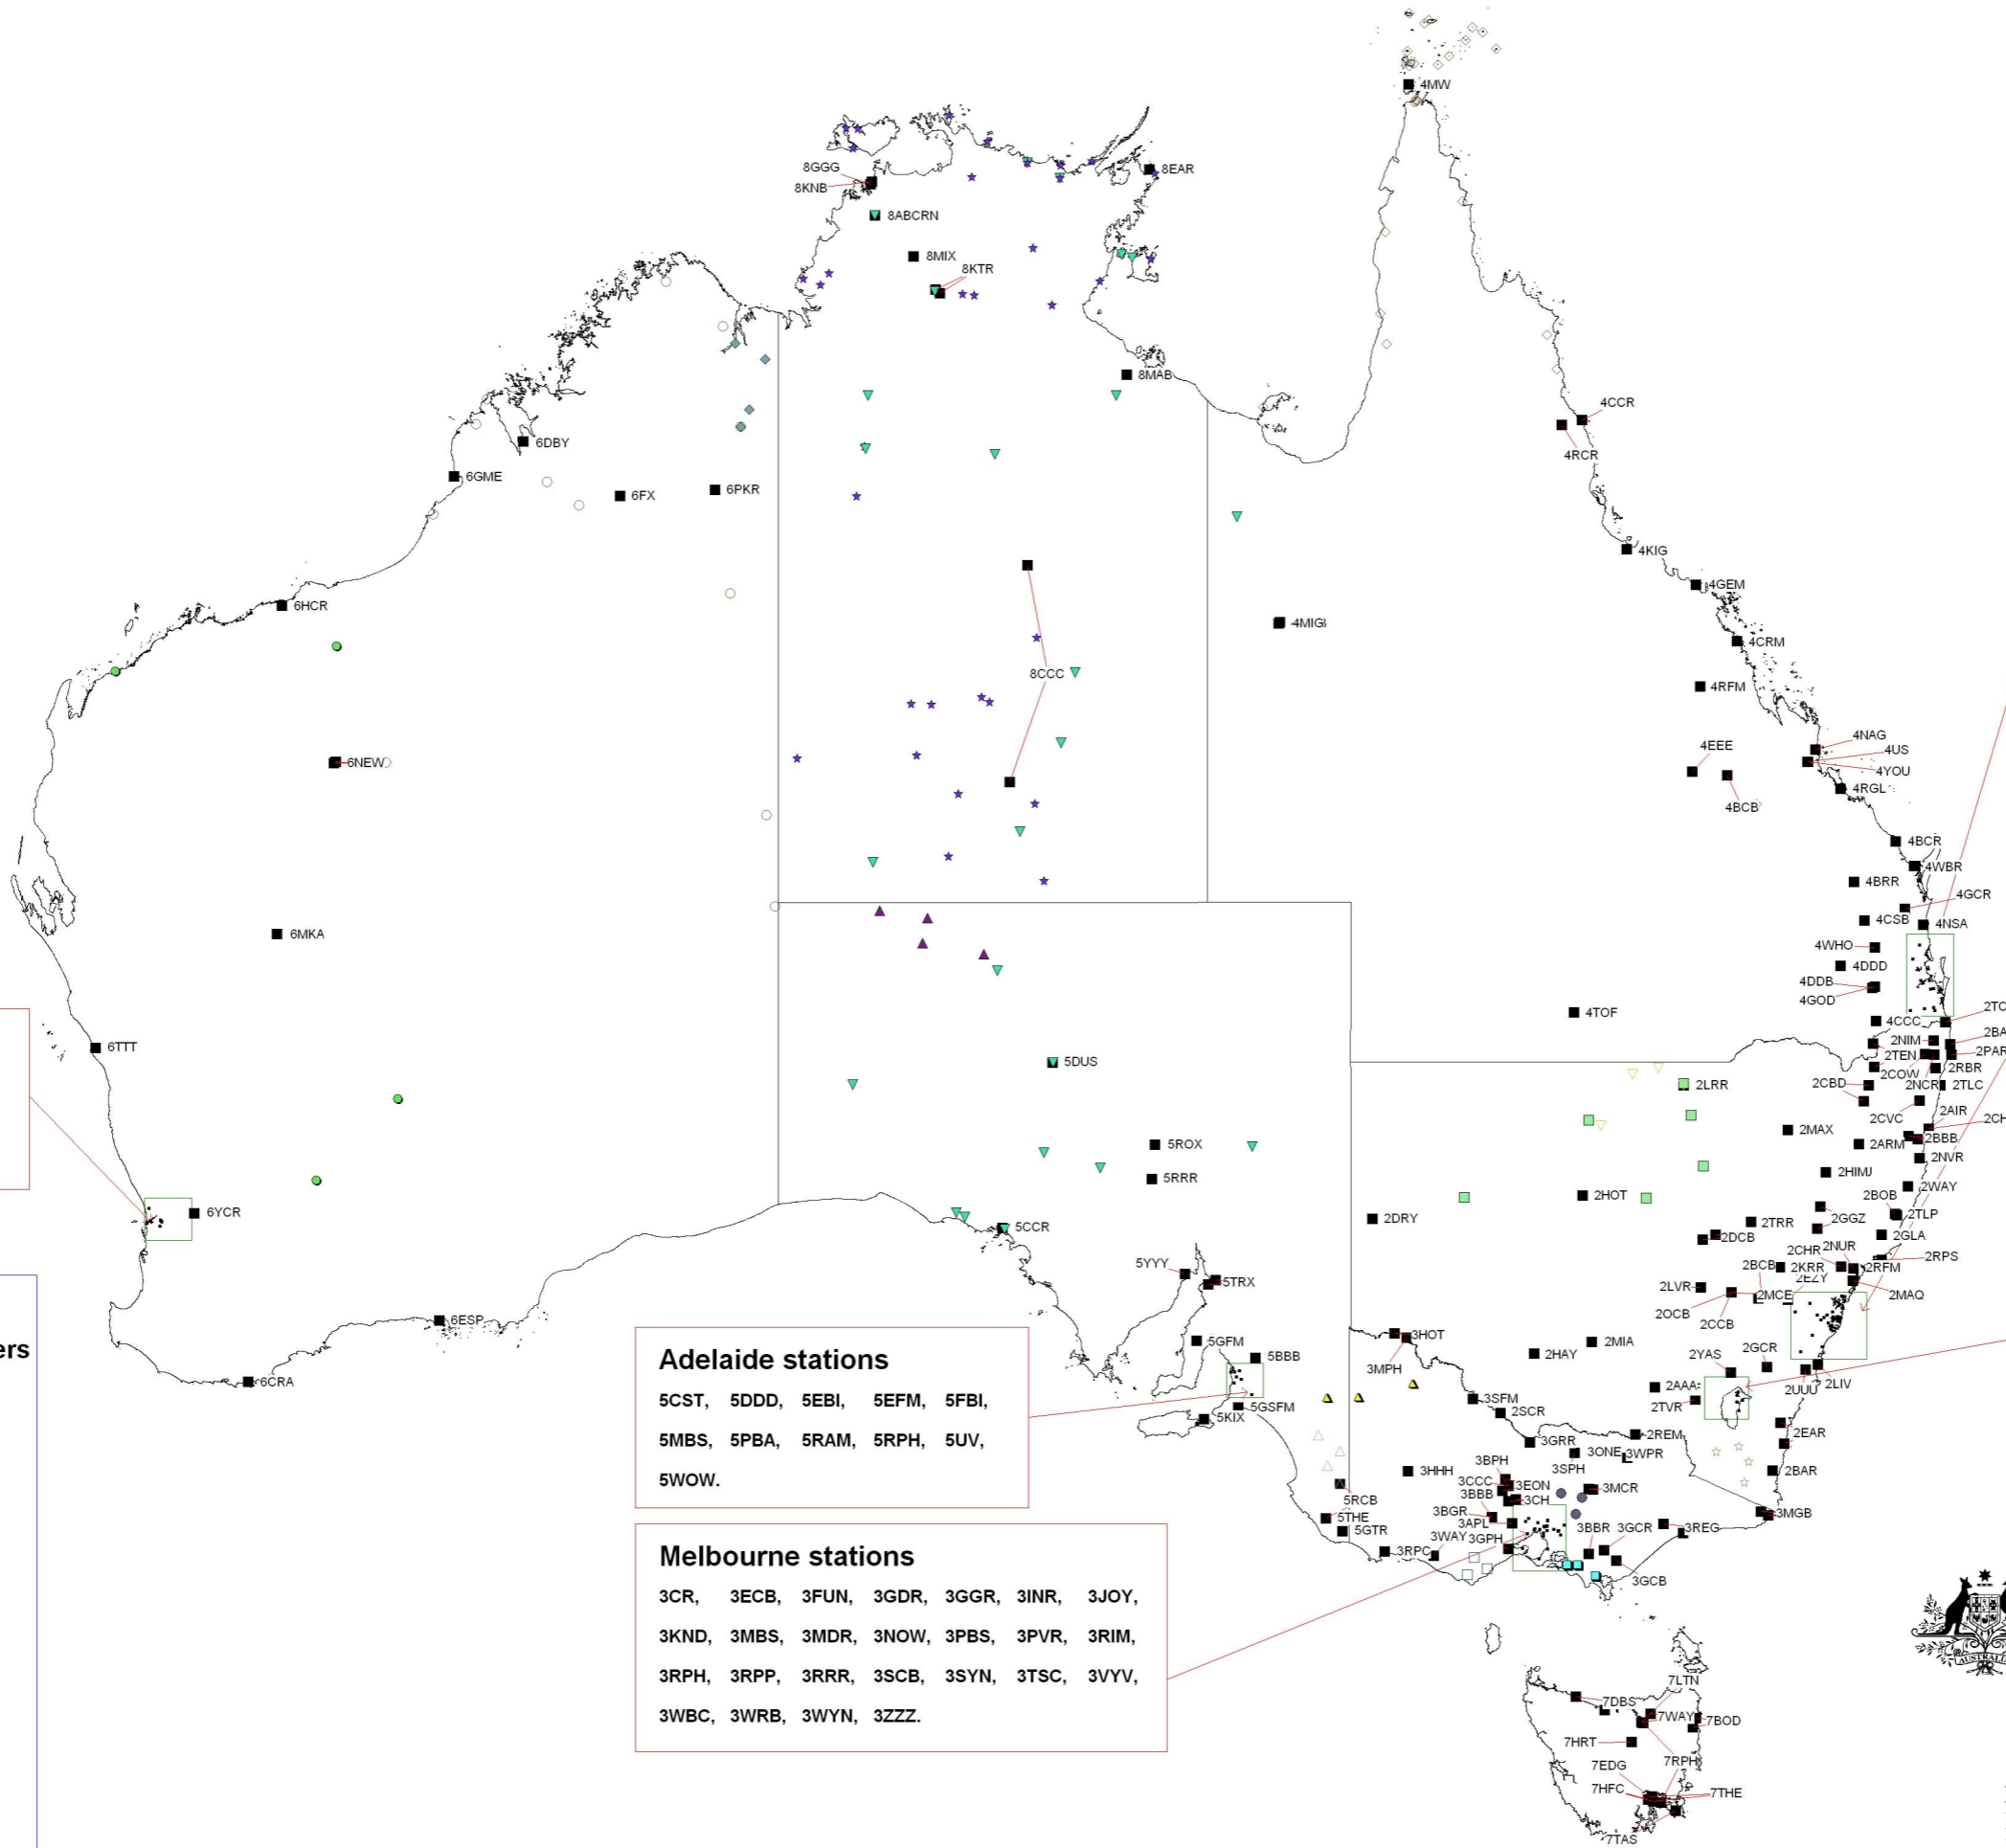 4MW
8GGG
8KNB
8EAR
8ABCRN
8MIX
8KTR
8MAB
4CCR
6DBY
4RCR
6GME
6FX
6PKR
4KIG
4GEM
6HCR
4MIG
4CRM
8CCC
4RFM
4NAG
4EEE
4US
6NEW
4YOU
4RGL
4BCB
4BCR
4WBR
4BRR
4GCR
4CSB
4NSA
6MKA
4WHO
4DDD
4DDB
4GOD
4TOF
2TO
4CCC
2BA
2NIM
6TTT
2PAR
2TEN
5DUS
2RBR
2COW
2LRR
2CBD
2NCR
2TLC
2AIR
2CVC
2CH
2MAX
2BBB
2ARM
5ROX
2NVR
2HIMJ
5RRR
2WAY
2HOT
2BOB
6YCR
2TLP
2DRY
2TRR
2GGZ
5CCR
2GLA
2DCB
2NUR
2CHR
2RPS
5YYY
2BCB
2KRR
2RFM
5TRX
2EZY
2LVR
2MCE
2MAQ
2OCB
6ESP
2CCB
ers
3HOT
5GFM
2MIA
2HAY
5BBB
2GCR
3MPH
2YAS
6CRA
2LIV
2AAA
2UUU
3SFM
2TVR
5GSFM
2SCR
5KIX
2EAR
2REM
3GRR
3ONE
3WPR
3BPH
3SPH
3HHH
2BAR
3CCC
3EON
3MCR
3BBB
3CH
5RCB
3BGR
3MGB
5THE
3APL
5GTR
3BBR
3GCR
3REG
3WAY
3GPH
3RPC
3GCB
Adelaide stations
5CST, 5DDD, 5EBI, 5EFM, 5FBI,
5MBS, 5PBA, 5RAM, 5RPH, 5UV,
5WOW.
Melbourne stations
3CR, 3ECB, 3FUN, 3GDR, 3GGR, 3INR, 3JOY,
3KND, 3MBS, 3MDR, 3NOW, 3PBS, 3PVR, 3RIM,
3RPH, 3RPP, 3RRR, 3SCB, 3SYN, 3TSC, 3VYV,
3WBC, 3WRB, 3WYN, 3ZZZ.
7LTN
7DBS
7WAY
7BOD
7HRT
7RPH
7EDG
7HFC
7THE
7TAS